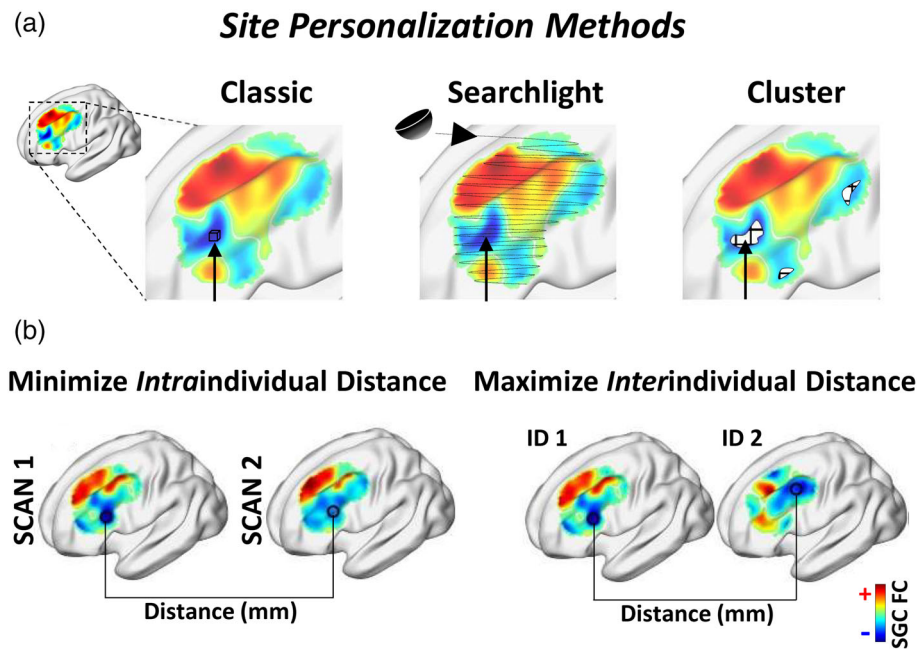 (a)
Site Personalization Methods
Classic
Searchlight
Cluster
(b)
Minimize Intraindividual Distance
Maximize Interindividual Distance
SCAN 1
SCAN 2
ID 1
ID 2
Distance (mm)
Distance (mm)
+
-
SGC FC